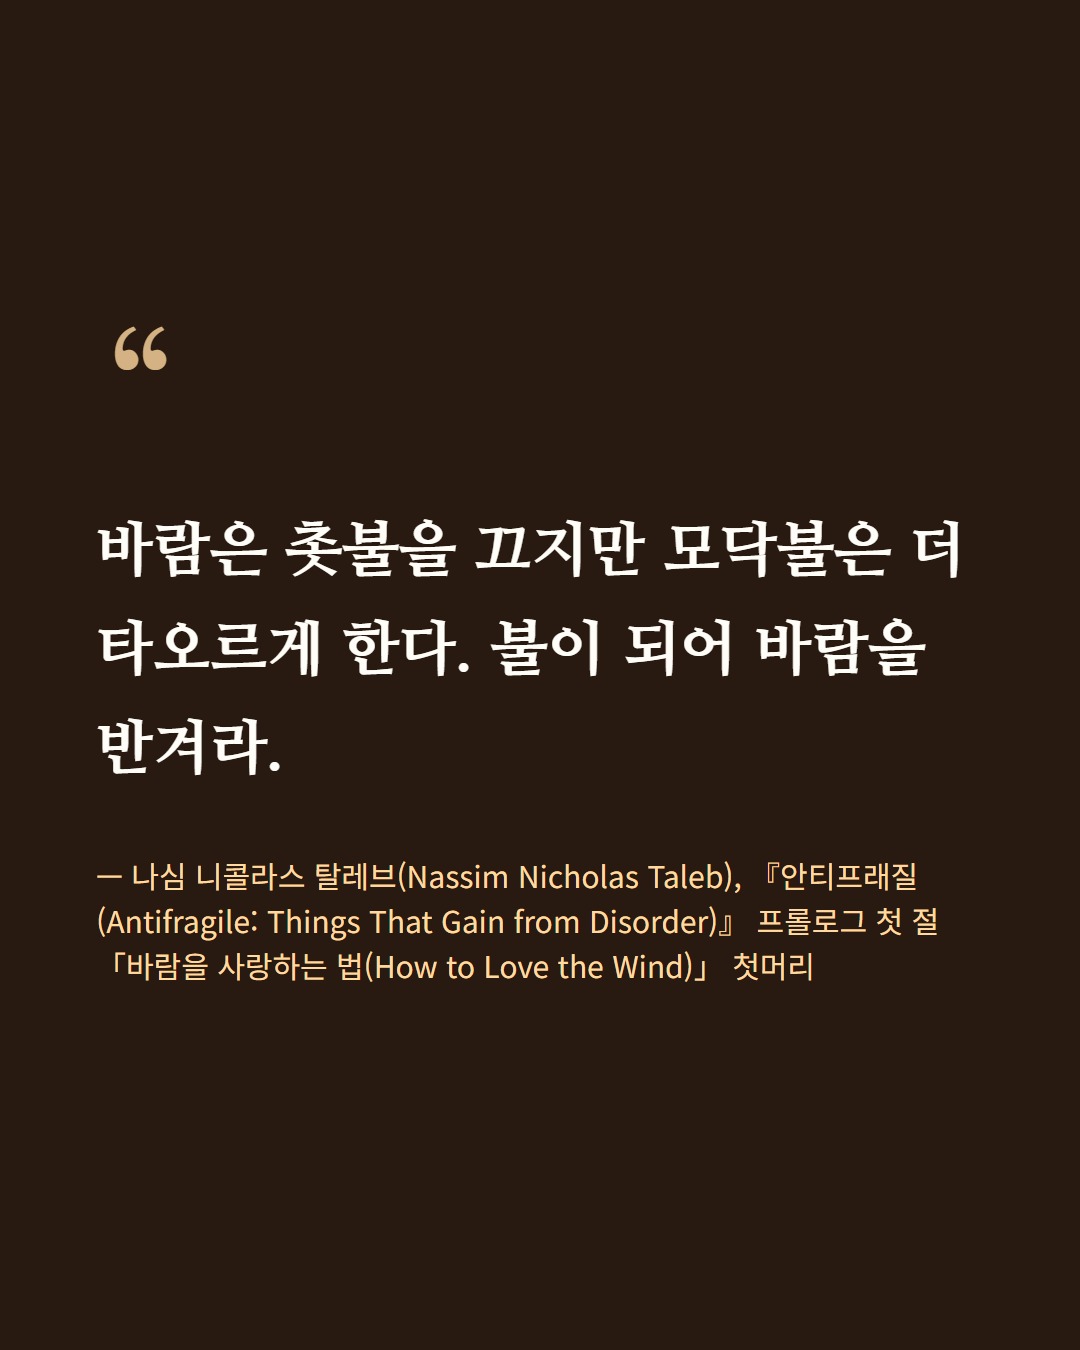 “
바람은 촛불을 끄지만 모닥불은 더
타오르게 한다. 불이 되어 바람을
반겨라.
— 나심 니콜라스 탈레브(Nassim Nicholas Taleb), 『안티프래질
(Antifragile: Things That Gain from Disorder)』 프롤로그 첫 절
「바람을 사랑하는 법(How to Love the Wind)」 첫머리